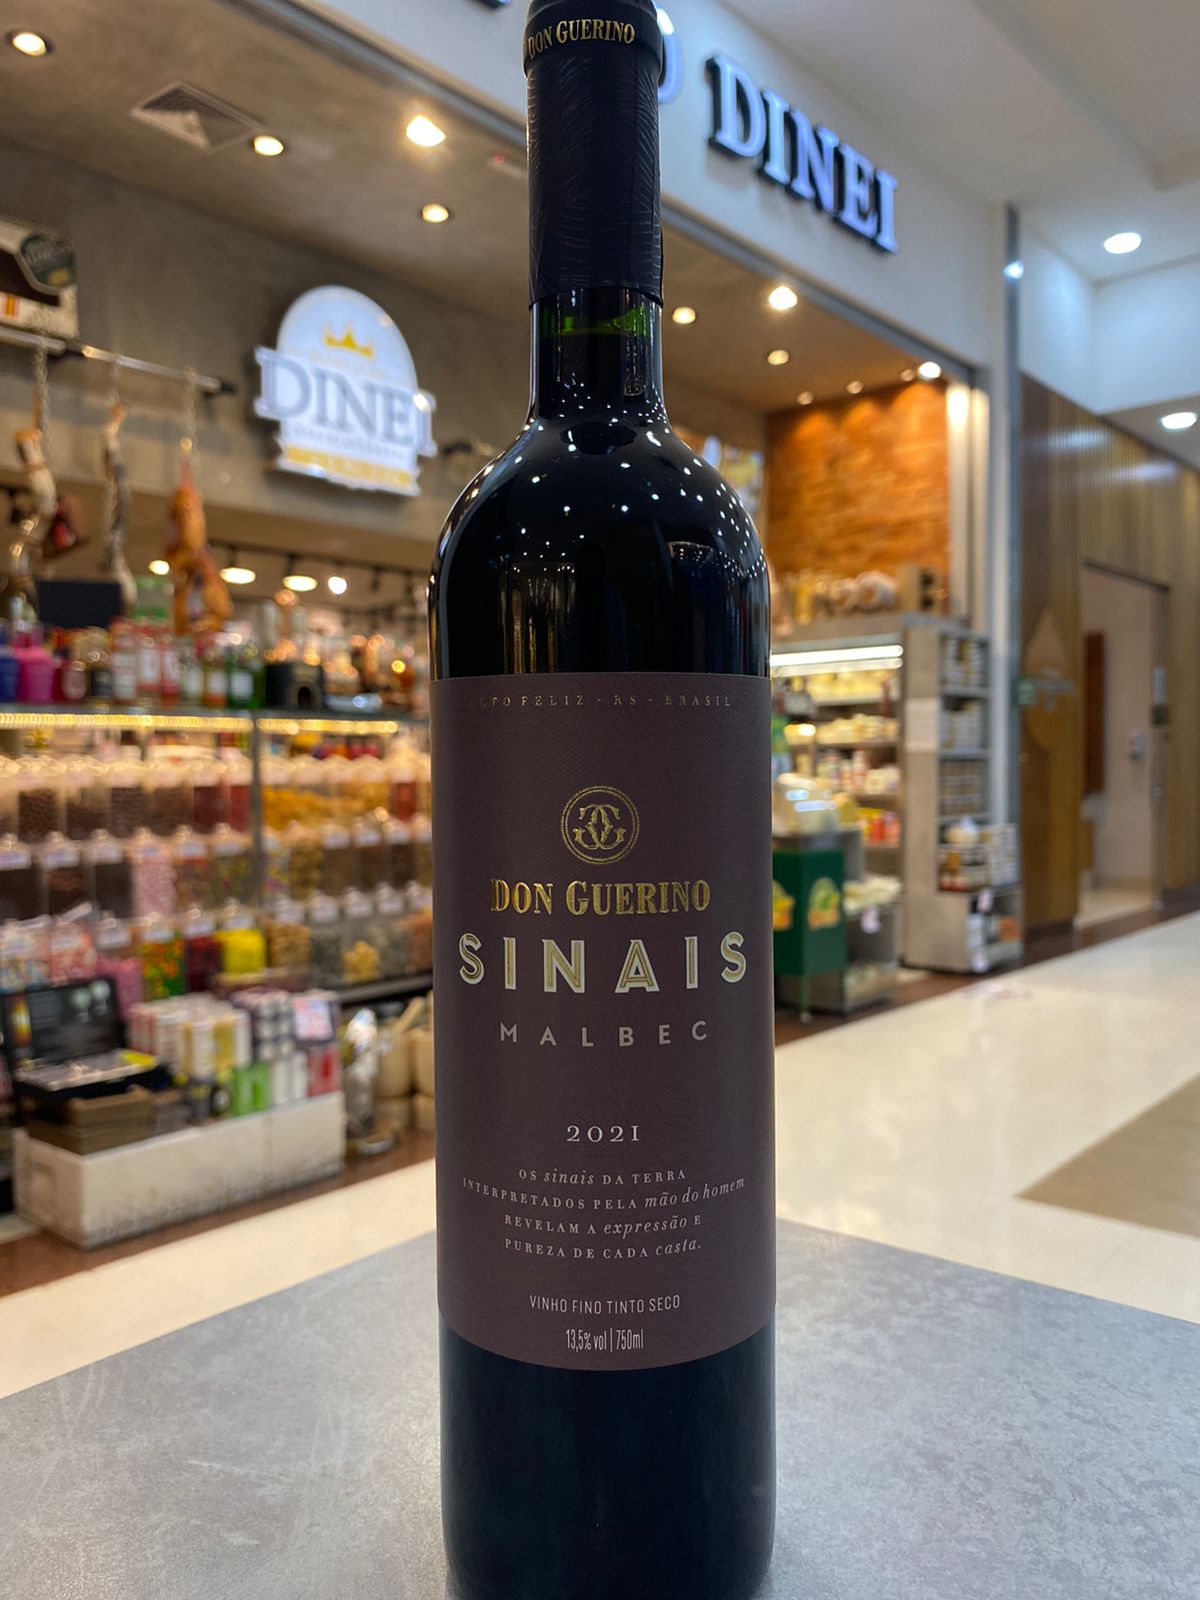 DON GUERINO
DINEI
DINEI
ALTO FELIZ - RS - BRASIL
DON GUERINO
SINAIS
MALBEC
2021
OS sinais DA TERRA
INTERPRETADOS PELA mão do homem
REVELAM A expressão E
PUREZA DE CADA casta.
VINHO FINO TINTO SECO
13,5% vol | 750ml